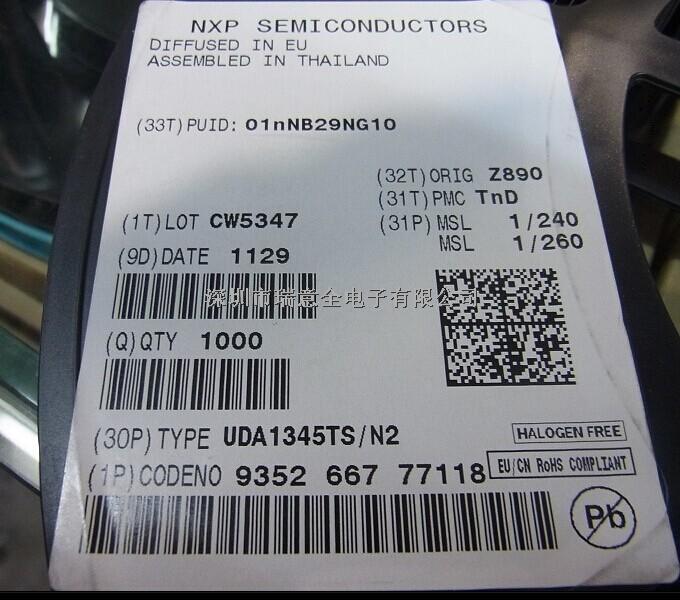 NXP SEMICONDUCTORS
DIFFUSED IN EU
ASSEMBLED IN THAILAND
(33T) PUID: 01nNB29NG10
(32T) ORIG Z890
(31T) PMC TnD
(1T) LOT CW5347
(31P) MSL 1/240
MSL 1/260
(9D) DATE 1129
深圳市瑞意全电子有限公司
(Q) QTY 1000
(30P) TYPE UDA1345TS/N2
HALOGEN FREE
(1P) CODENO 9352 667 77118
EU/CN RoHS COMPLIANT
Pb